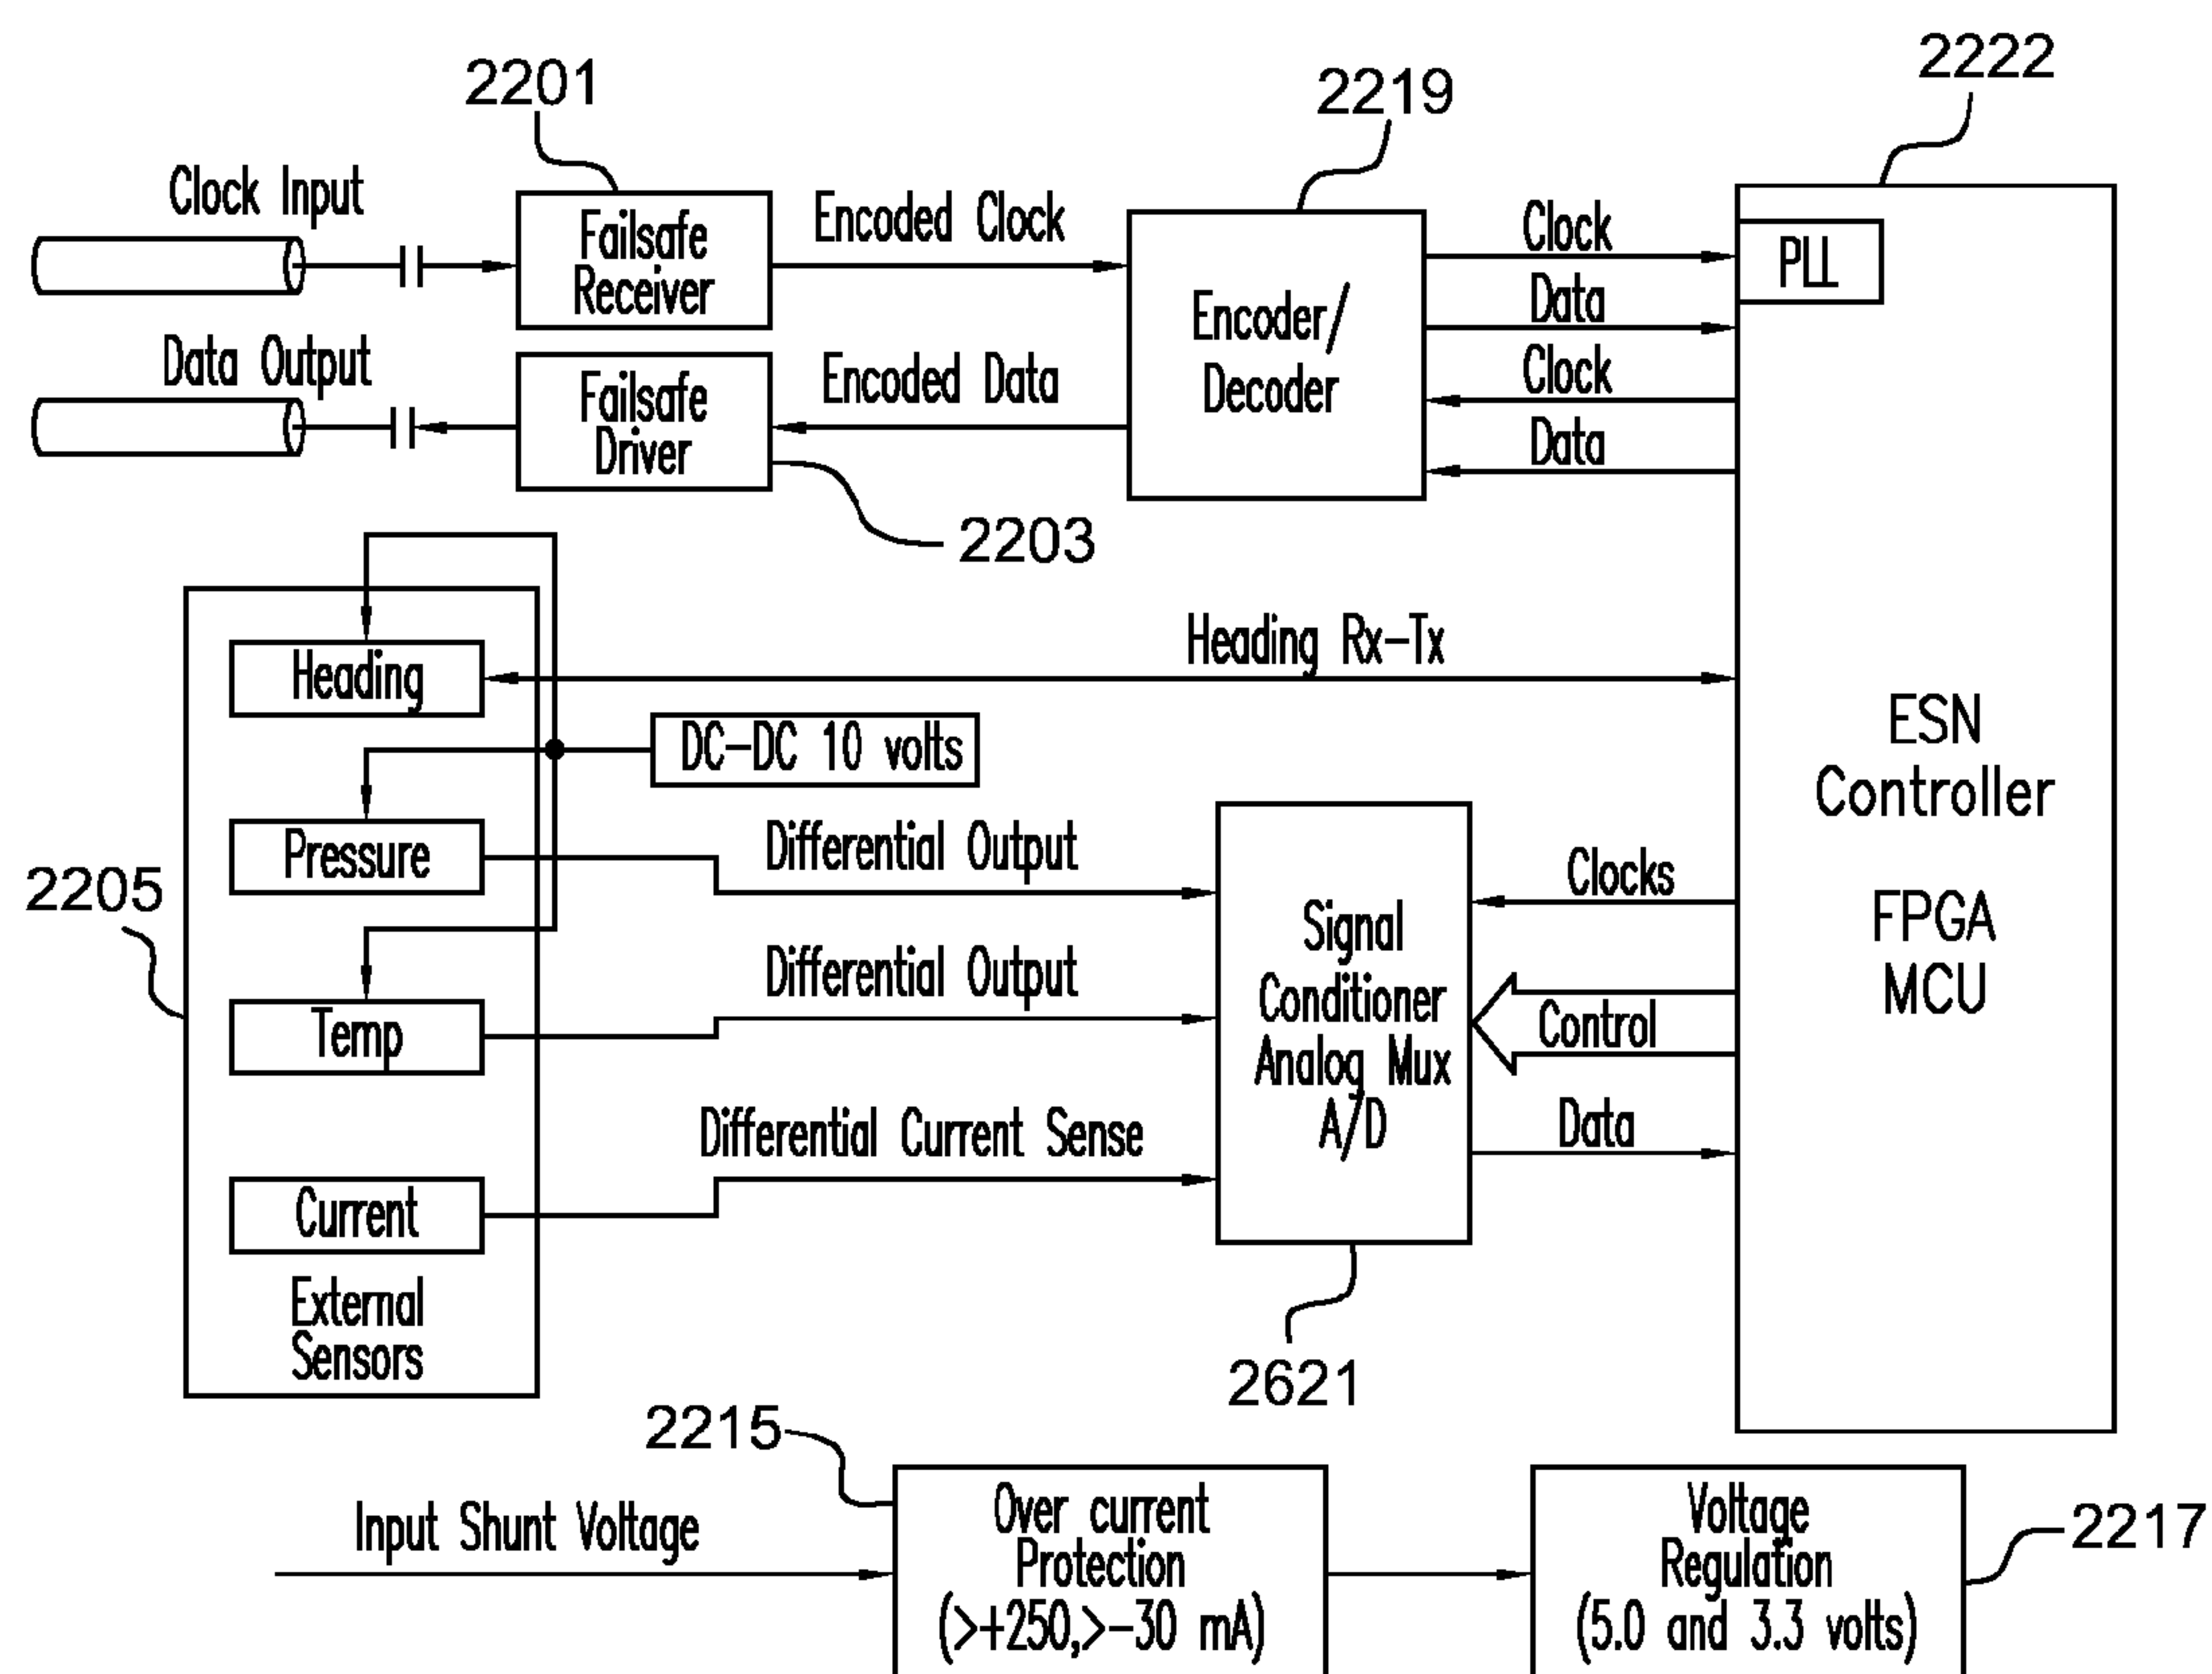 2201
2219
2222
Clock Input
Failsafe
Receiver
Encoded Clock
Encoder/
Decoder
Clock
Data
Clock
Data
PLL
Data Output
Failsafe
Driver
Encoded Data
2203
Heading
Heading Rx-Tx
DC-DC 10 volts
ESN
Controller
FPGA
MCU
2205
Pressure
Differential Output
Temp
Differential Output
Current
Differential Current Sense
External
Sensors
Signal
Conditioner
Analog Mux
A/D
Clocks
Control
Data
2621
2215
Input Shunt Voltage
Over current
Protection
(>+250,>-30 mA)
Voltage
Regulation
(5.0 and 3.3 volts)
2217